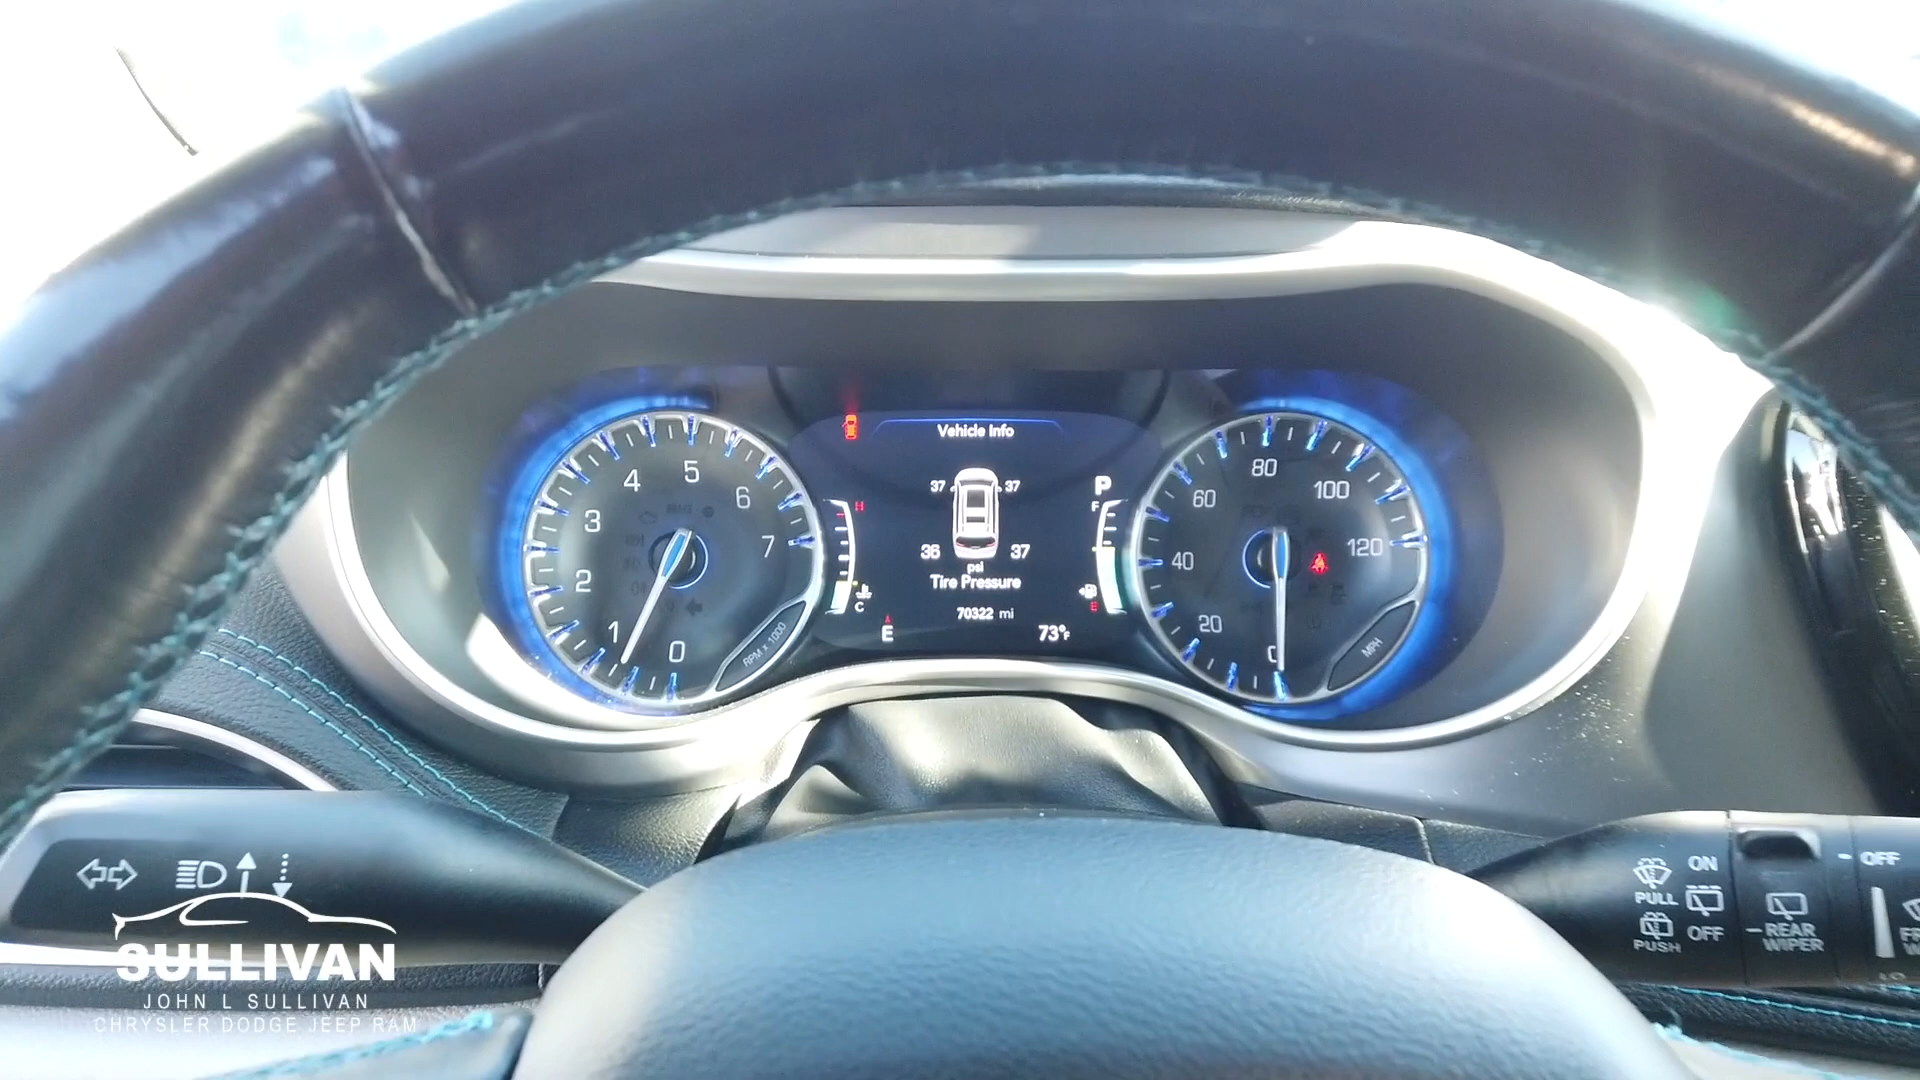 Vehicle Info
37 37
36 37
psi
Tire Pressure
70322 mi
E
73°F
P
F
E
H
C
0
1
2
3
4
5
6
7
RPM x 1000
0
20
40
60
80
100
120
MPH
ON
PULL
OFF
PUSH
OFF
REAR
WIPER
SULLIVAN
JOHN L SULLIVAN
CHRYSLER DODGE JEEP RAM